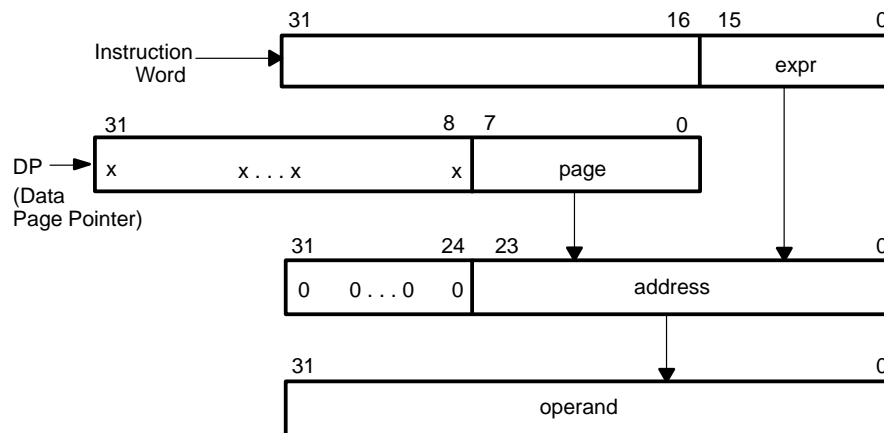 31 16 15 0
Instruction
Word
expr
31 8 7 0
DP
(Data
Page Pointer)
x x . . . x x
page
31 24 23 0
0 0 . . . 0 0
address
31 0
operand